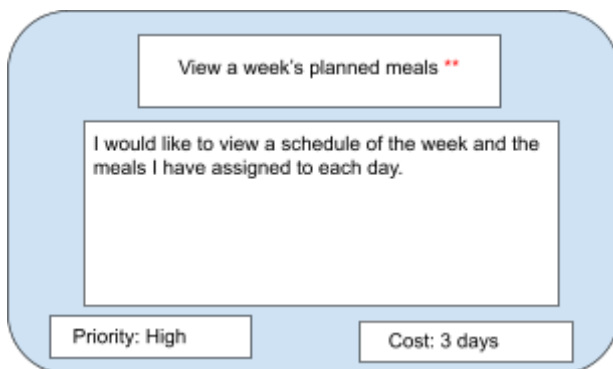 View a week's planned meals **
I would like to view a schedule of the week and the
meals I have assigned to each day.
Priority: High
Cost: 3 days